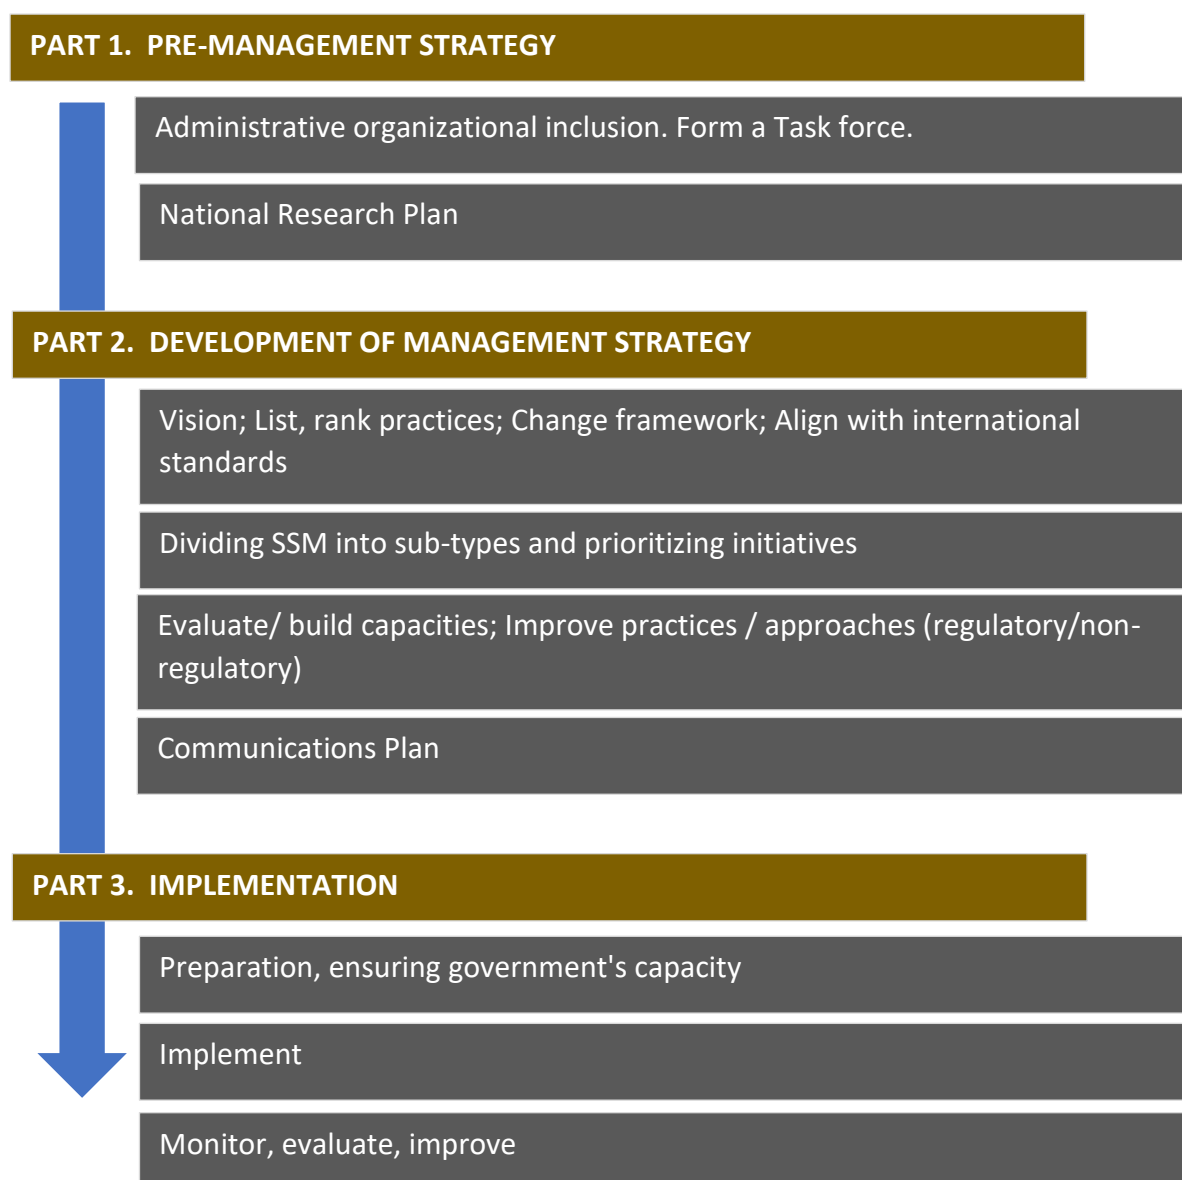 PART 1.  PRE-MANAGEMENT STRATEGY
Administrative organizational inclusion. Form a Task force.
National Research Plan
PART 2.  DEVELOPMENT OF MANAGEMENT STRATEGY
Vision; List, rank practices; Change framework; Align with international
standards
Dividing SSM into sub-types and prioritizing initiatives
Evaluate/ build capacities; Improve practices / approaches (regulatory/non-
regulatory)
Communications Plan
PART 3.  IMPLEMENTATION
Preparation, ensuring government's capacity
Implement
Monitor, evaluate, improve